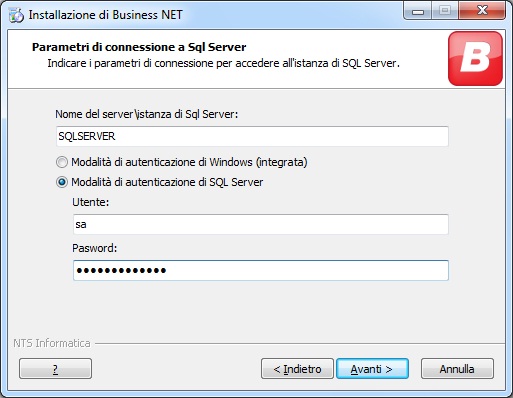 Installazione di Business NET
Parametri di connessione a Sql Server
Indicare i parametri di connessione per accedere all'istanza di SQL Server.
B
Nome del server\istanza di Sql Server:
SQLSERVER
Modalità di autenticazione di Windows (integrata)
Modalità di autenticazione di SQL Server
Utente:
sa
Pasword:
●●●●●●●●●●●●●
NTS Informatica
?
< Indietro
Avanti >
Annulla